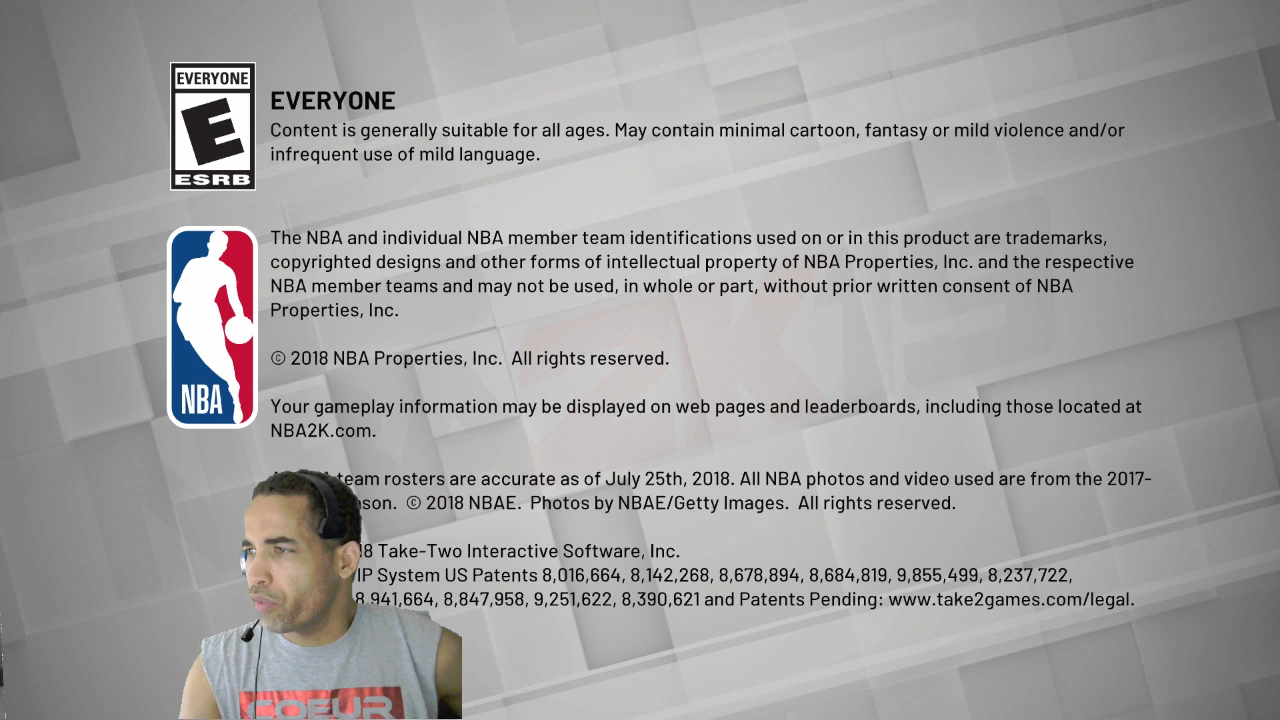 EVERYONE
E
ESRB
EVERYONE
Content is generally suitable for all ages. May contain minimal cartoon, fantasy or mild violence and/or
infrequent use of mild language.
NBA
The NBA and individual NBA member team identifications used on or in this product are trademarks,
copyrighted designs and other forms of intellectual property of NBA Properties, Inc. and the respective
NBA member teams and may not be used, in whole or part, without prior written consent of NBA
Properties, Inc.
© 2018 NBA Properties, Inc. All rights reserved.
Your gameplay information may be displayed on web pages and leaderboards, including those located at
NBA2K.com.
team rosters are accurate as of July 25th, 2018. All NBA photos and video used are from the 2017-
© 2018 NBAE. Photos by NBAE/Getty Images. All rights reserved.
Take-Two Interactive Software, Inc.
System US Patents 8,016,664, 8,142,268, 8,678,894, 8,684,819, 9,855,499, 8,237,722,
8,941,664, 8,847,958, 9,251,622, 8,390,621 and Patents Pending: www.take2games.com/legal.
2K19
COEUR